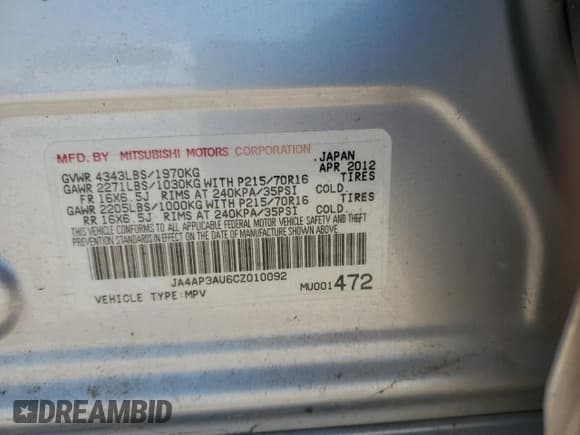 MFD. BY MITSUBISHI MOTORS CORPORATION, JAPAN
GVWR 4343LBS/1970KG APR 2012
GAWR 2271LBS/1030KG WITH P215/70R16 TIRES
FR 16X6.5J RIMS AT 240KPA/35PSI COLD.
GAWR 2205LBS/1000KG WITH P215/70R16 TIRES
RR 16X6.5J RIMS AT 240KPA/35PSI COLD.
THIS VEHICLE CONFORMS TO ALL APPLICABLE FEDERAL MOTOR VEHICLE SAFETY AND THEFT
PREVENTION STANDARDS IN EFFECT ON THE DATE OF MANUFACTURE SHOWN ABOVE.
JA4AP3AU6CZ010092
VEHICLE TYPE:MPV MU001472
DREAMBID